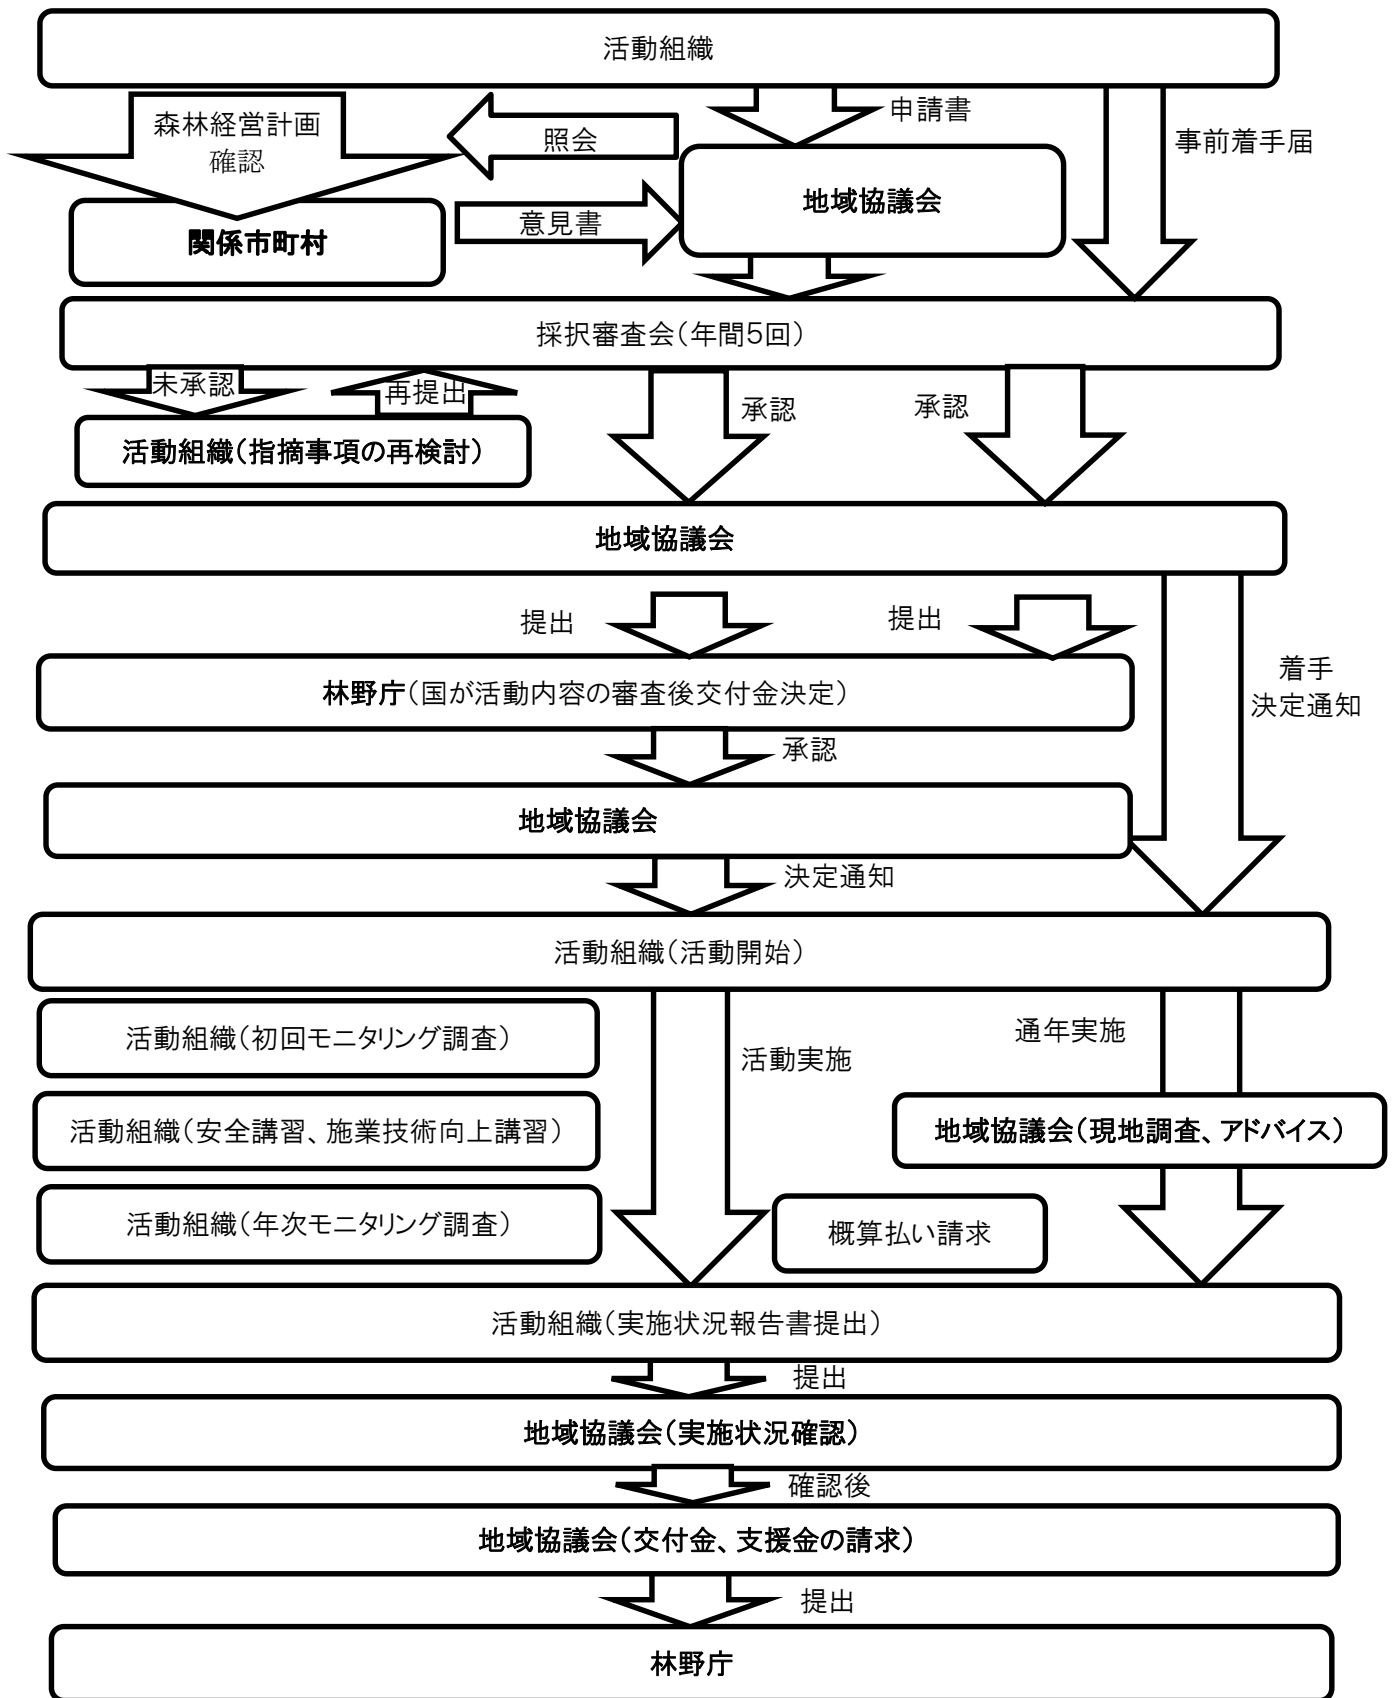 活動組織
森林経営計画
確認
照会
申請書
事前着手届
地域協議会
意見書
関係市町村
採択審査会(年間5回)
未承認
再提出
承認
承認
活動組織(指摘事項の再検討)
地域協議会
提出
提出
着手
決定通知
林野庁(国が活動内容の審査後交付金決定)
承認
地域協議会
決定通知
活動組織(活動開始)
活動組織(初回モニタリング調査)
活動実施
通年実施
活動組織(安全講習、施業技術向上講習)
地域協議会(現地調査、アドバイス)
活動組織(年次モニタリング調査)
概算払い請求
活動組織(実施状況報告書提出)
提出
地域協議会(実施状況確認)
確認後
地域協議会(交付金、支援金の請求)
提出
林野庁